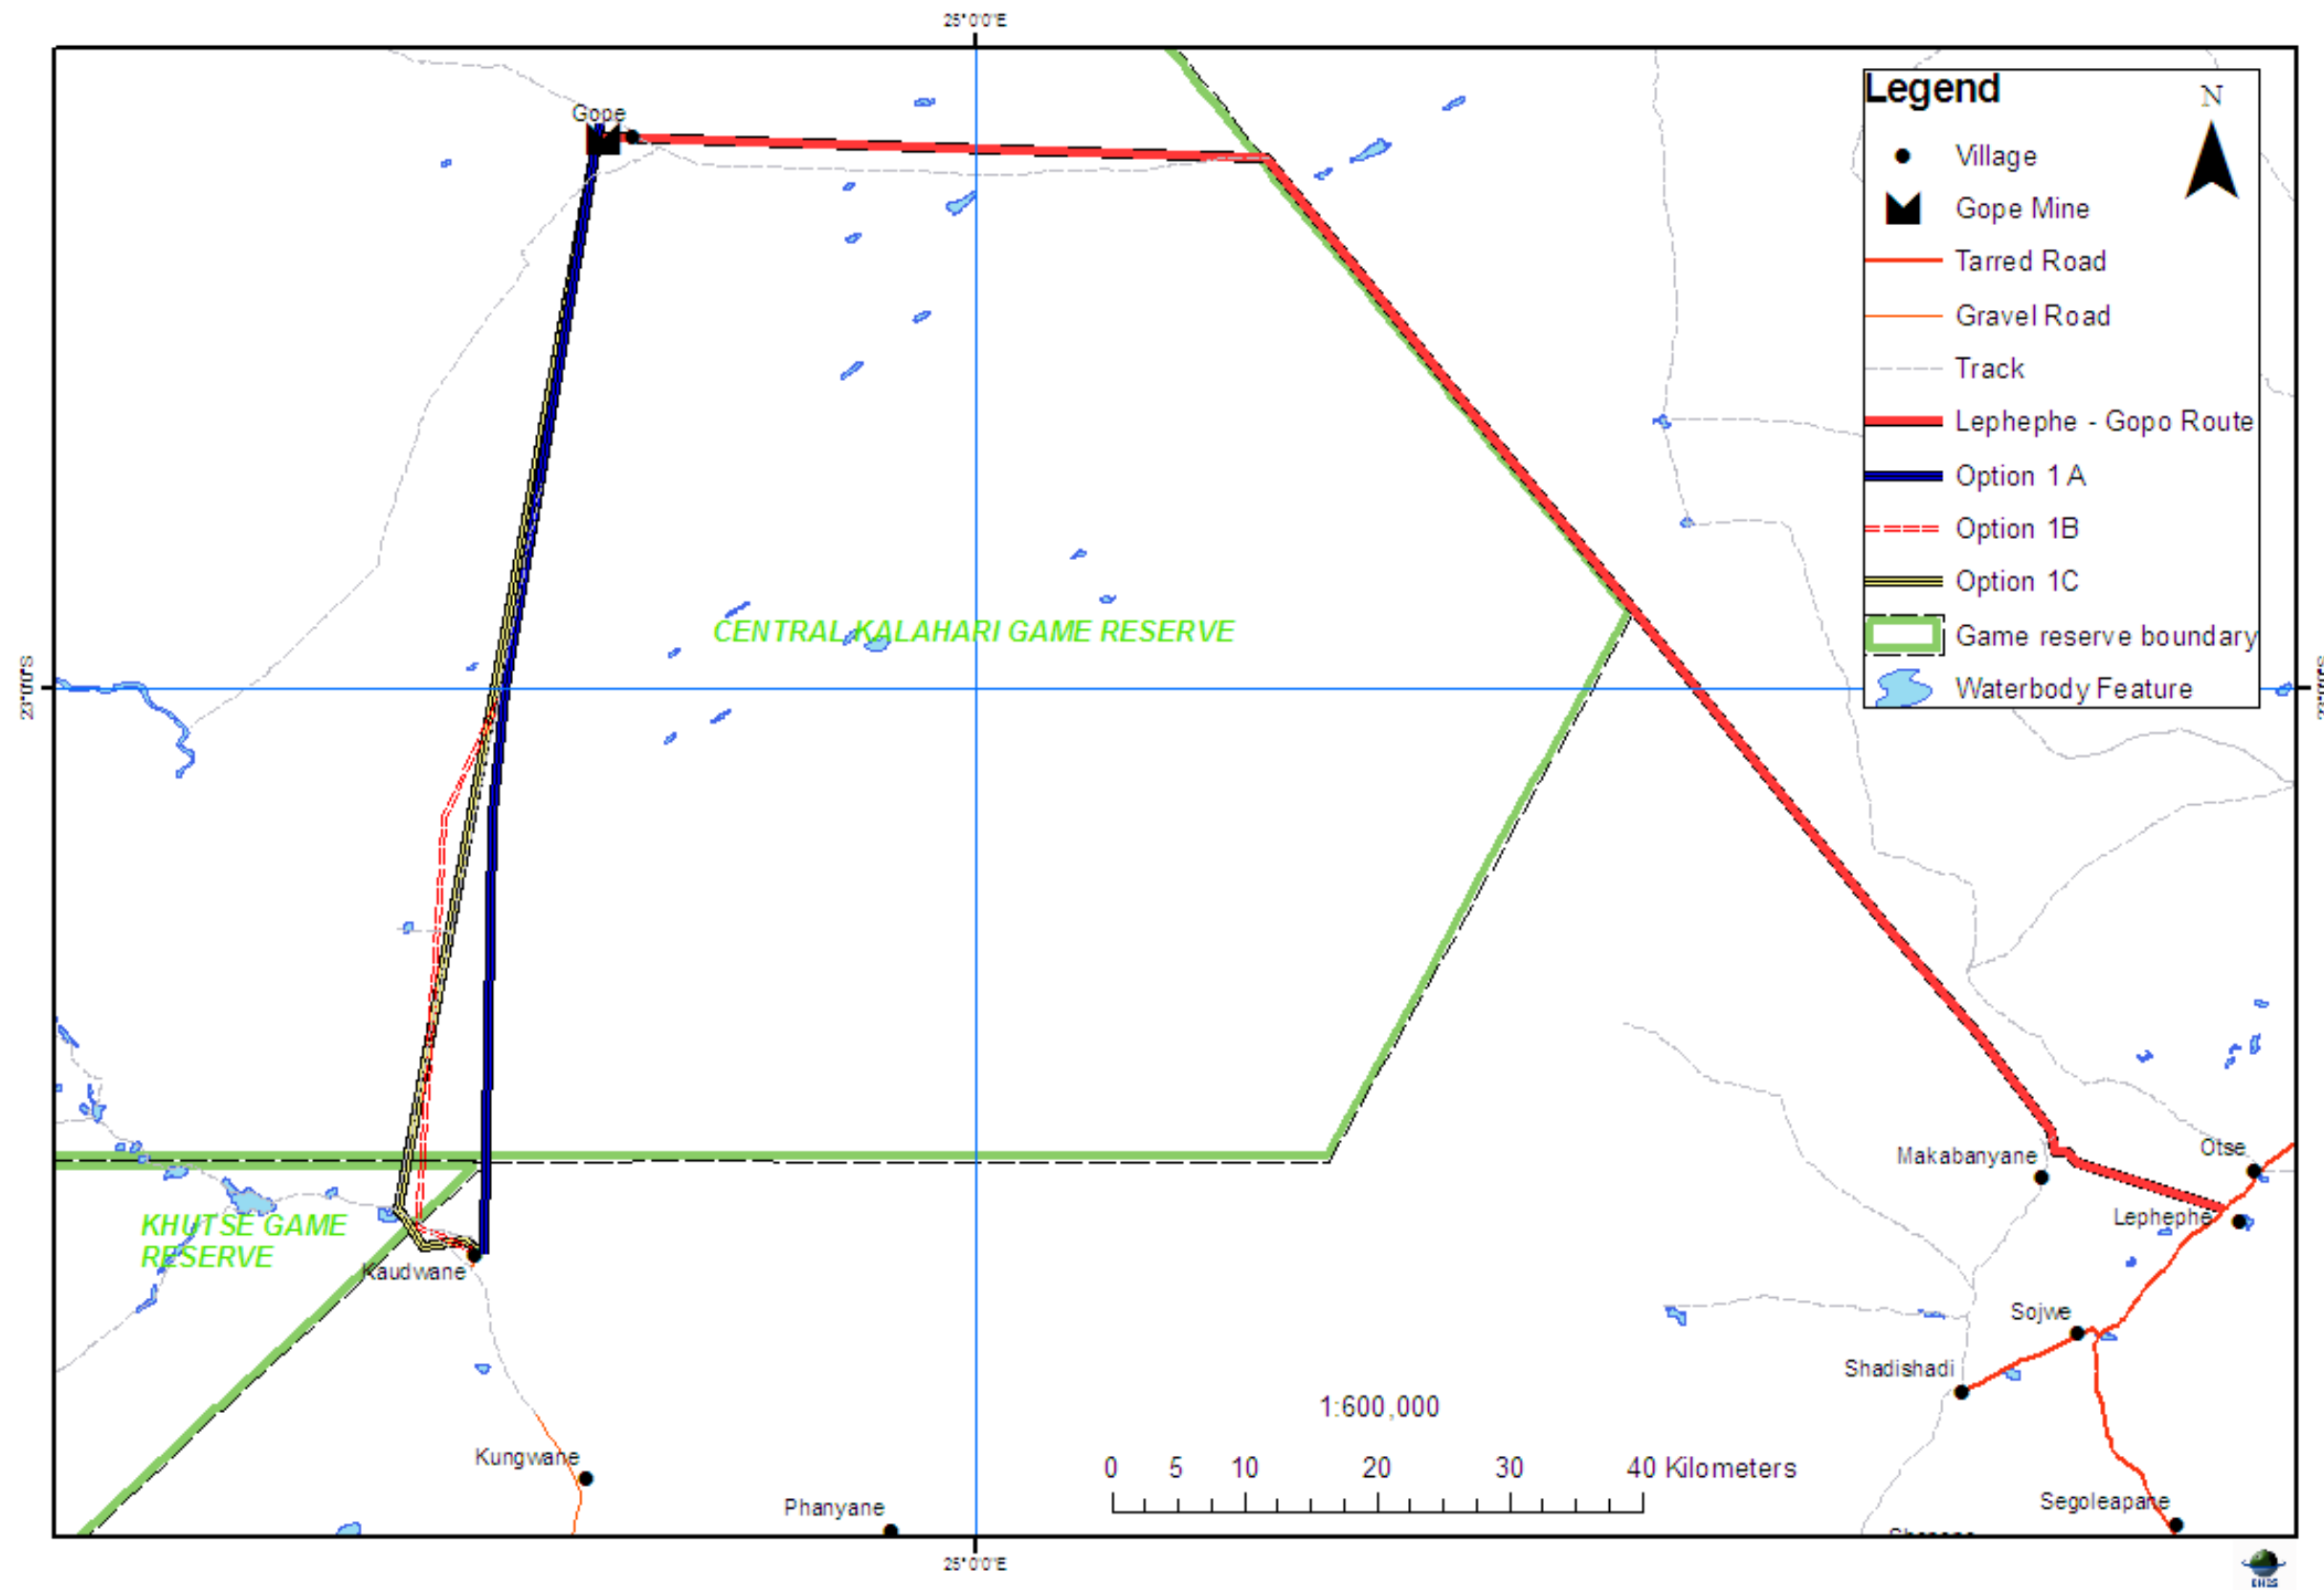 25°0'0"E
Legend
N
Village
Gope Mine
Tarred Road
Gravel Road
Track
Lephephe - Gopo Route
Option 1 A
Option 1B
Option 1C
Game reserve boundary
Waterbody Feature
Gope
CENTRAL KALAHARI GAME RESERVE
23°0'0"S
Makabanyane
Otse
Lephephe
KHUTSE GAME
RESERVE
Kaudwane
Sojwe
Shadishadi
1:600,000
Kungwane
0 5 10 20 30 40 Kilometers
Phanyane
Segoleapane
25°0'0"E